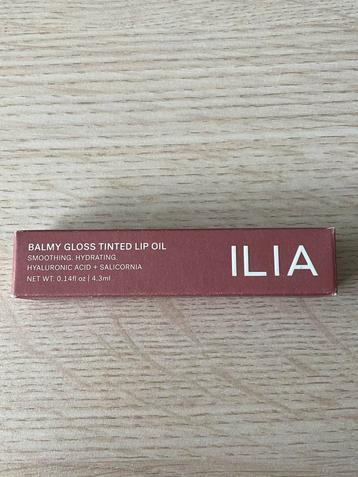 BALMY GLOSS TINTED LIP OIL
SMOOTHING. HYDRATING.
HYALURONIC ACID + SALICORNIA
NET WT. 0.14fl oz | 4.3ml
ILIA